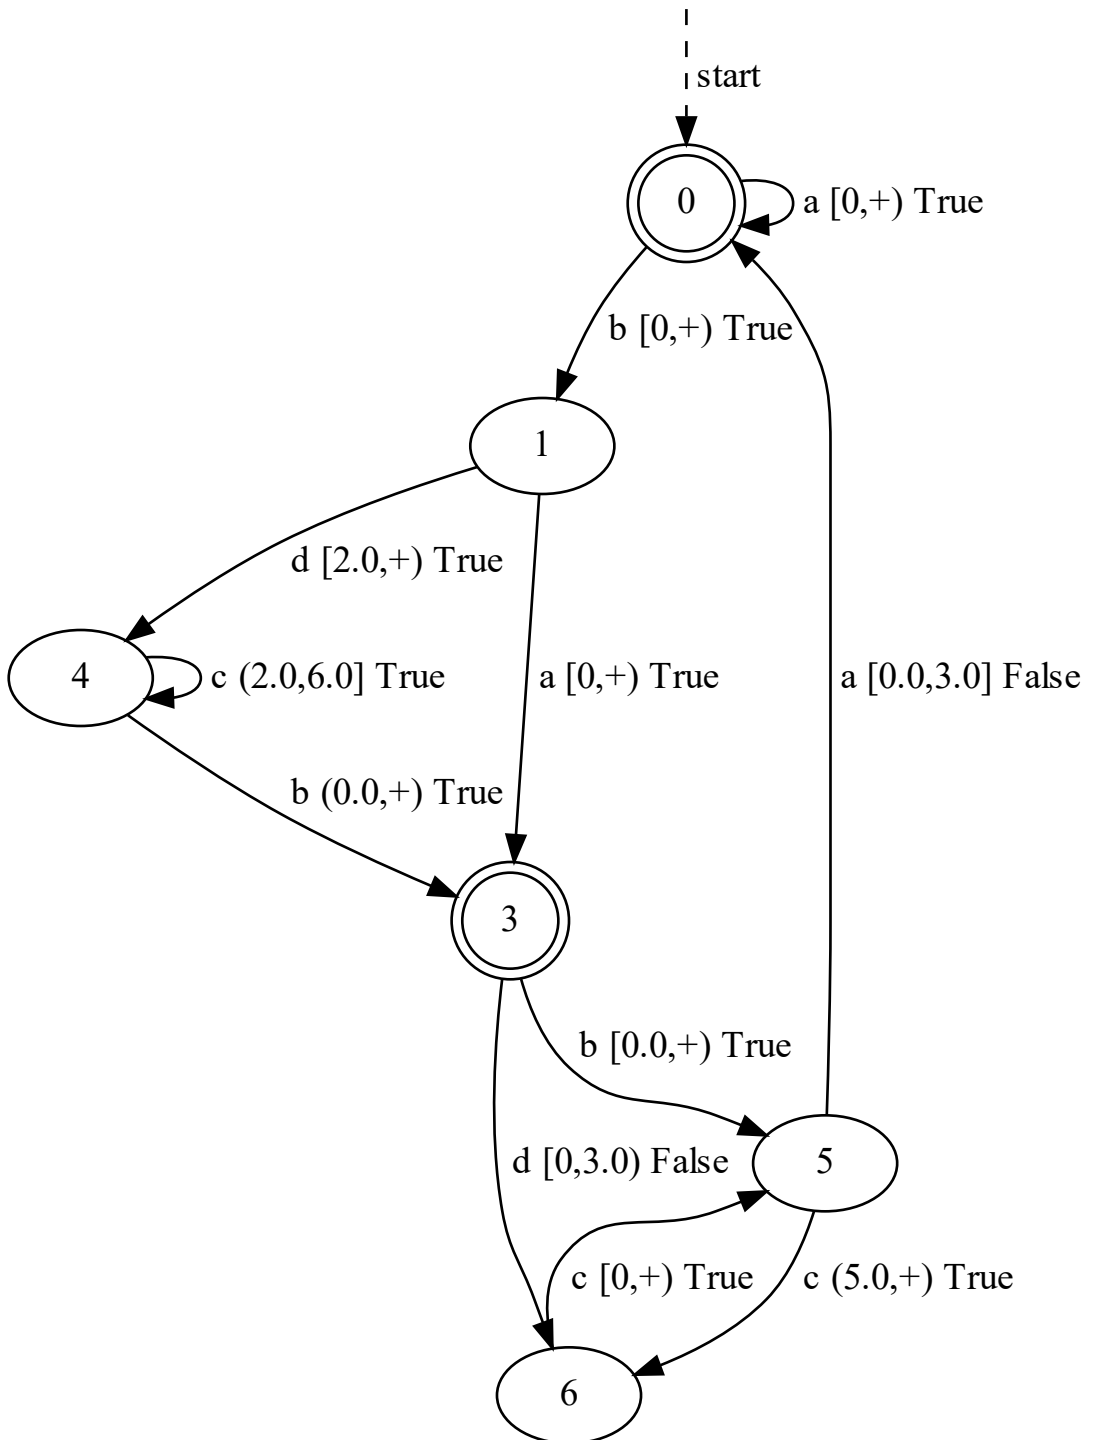 start
0
a [0,+) True
b [0,+) True
1
d [2.0,+) True
4
c (2.0,6.0] True
a [0,+) True
a [0.0,3.0] False
b (0.0,+) True
3
b [0.0,+) True
d [0,3.0) False
5
c [0,+) True
c (5.0,+) True
6